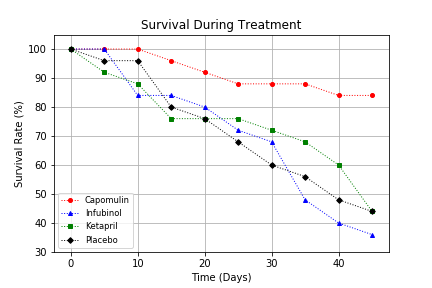 Survival During Treatment
100
90
80
70
60
50
40
30
Survival Rate (%)
Capomulin
Infubinol
Ketapril
Placebo
0 10 20 30 40
Time (Days)